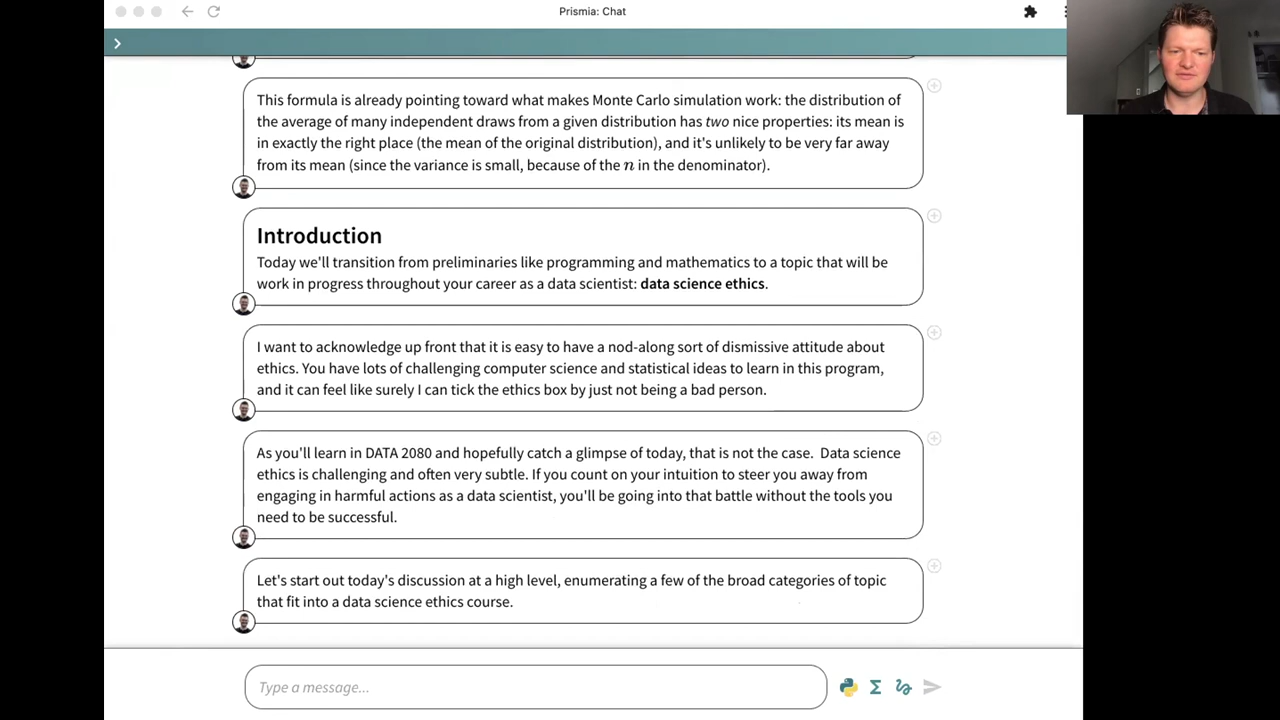 Prismia: Chat
This formula is already pointing toward what makes Monte Carlo simulation work: the distribution of
the average of many independent draws from a given distribution has two nice properties: its mean is
in exactly the right place (the mean of the original distribution), and it's unlikely to be very far away
from its mean (since the variance is small, because of the n in the denominator).
Introduction
Today we'll transition from preliminaries like programming and mathematics to a topic that will be
work in progress throughout your career as a data scientist: data science ethics.
I want to acknowledge up front that it is easy to have a nod-along sort of dismissive attitude about
ethics. You have lots of challenging computer science and statistical ideas to learn in this program,
and it can feel like surely I can tick the ethics box by just not being a bad person.
As you'll learn in DATA 2080 and hopefully catch a glimpse of today, that is not the case.  Data science
ethics is challenging and often very subtle. If you count on your intuition to steer you away from
engaging in harmful actions as a data scientist, you'll be going into that battle without the tools you
need to be successful.
Let's start out today's discussion at a high level, enumerating a few of the broad categories of topic
that fit into a data science ethics course.
Type a message...